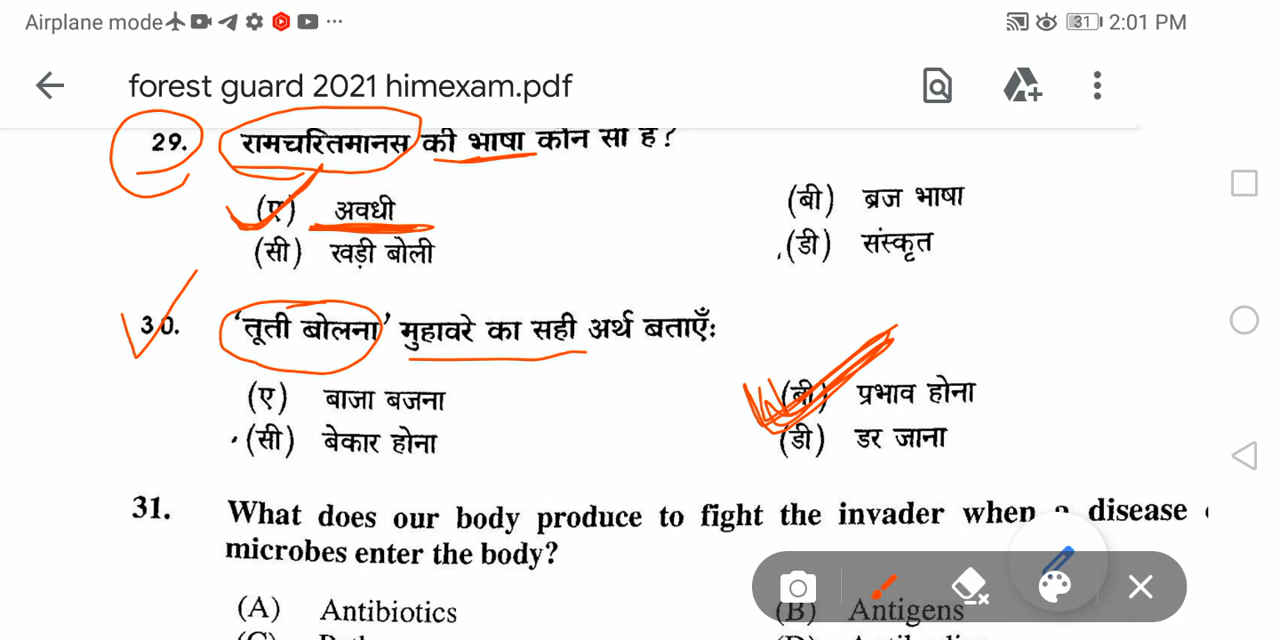 Airplane mode 31 2:01 PM
forest guard 2021 himexam.pdf
29. रामचरितमानस की भाषा कौन सी है?
(ए) अवधी (बी) ब्रज भाषा
(सी) खड़ी बोली (डी) संस्कृत
30. 'तूती बोलना' मुहावरे का सही अर्थ बताएँः
(ए) बाजा बजना (बी) प्रभाव होना
(सी) बेकार होना (डी) डर जाना
31. What does our body produce to fight the invader when a disease
microbes enter the body?
(A) Antibiotics (B) Antigens